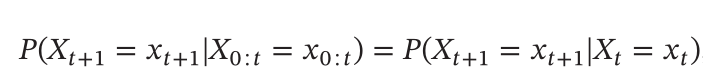 P(X_{t+1} = x_{t+1}|X_{0:t} = x_{0:t}) = P(X_{t+1} = x_{t+1}|X_t = x_t)